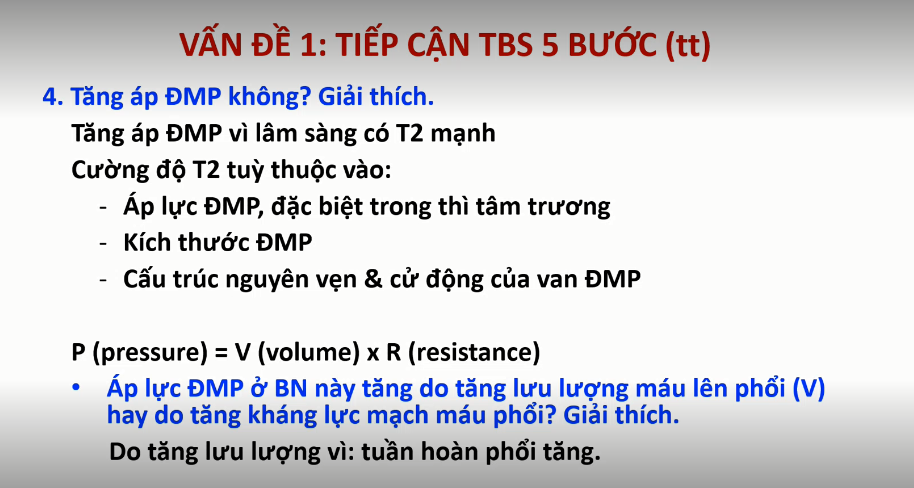 VẤN ĐỀ 1: TIẾP CẬN TBS 5 BƯỚC (tt)
4. Tăng áp ĐMP không? Giải thích.
Tăng áp ĐMP vì lâm sàng có T2 mạnh
Cường độ T2 tuỳ thuộc vào:
- Áp lực ĐMP, đặc biệt trong thì tâm trương
- Kích thước ĐMP
- Cấu trúc nguyên vẹn & cử động của van ĐMP
P (pressure) = V (volume) x R (resistance)
• Áp lực ĐMP ở BN này tăng do tăng lưu lượng máu lên phổi (V)
hay do tăng kháng lực mạch máu phổi? Giải thích.
Do tăng lưu lượng vì: tuần hoàn phổi tăng.